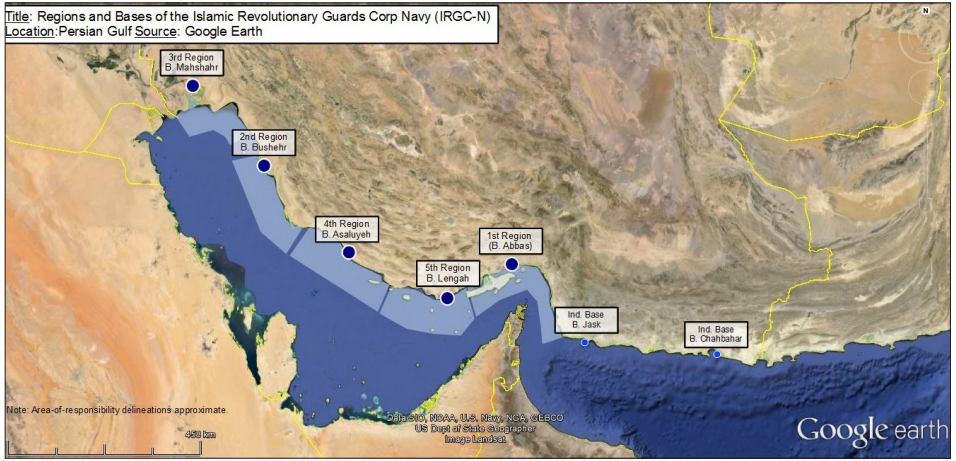 Title: Regions and Bases of the Islamic Revolutionary Guards Corp Navy (IRGC-N)
Location:Persian Gulf Source: Google Earth
N
3rd Region
B. Mahshahr
2nd Region
B. Bushehr
4th Region
B. Asaluyeh
1st Region
(B. Abbas)
5th Region
B. Lengah
Ind. Base
B. Jask
Ind. Base
B. Chahbahar
Note: Area-of-responsibility delineations approximate.
450 km
Data SIO, NOAA, U.S. Navy, NGA, GEBCO
US Dept of State Geographer
Image Landsat
Google earth